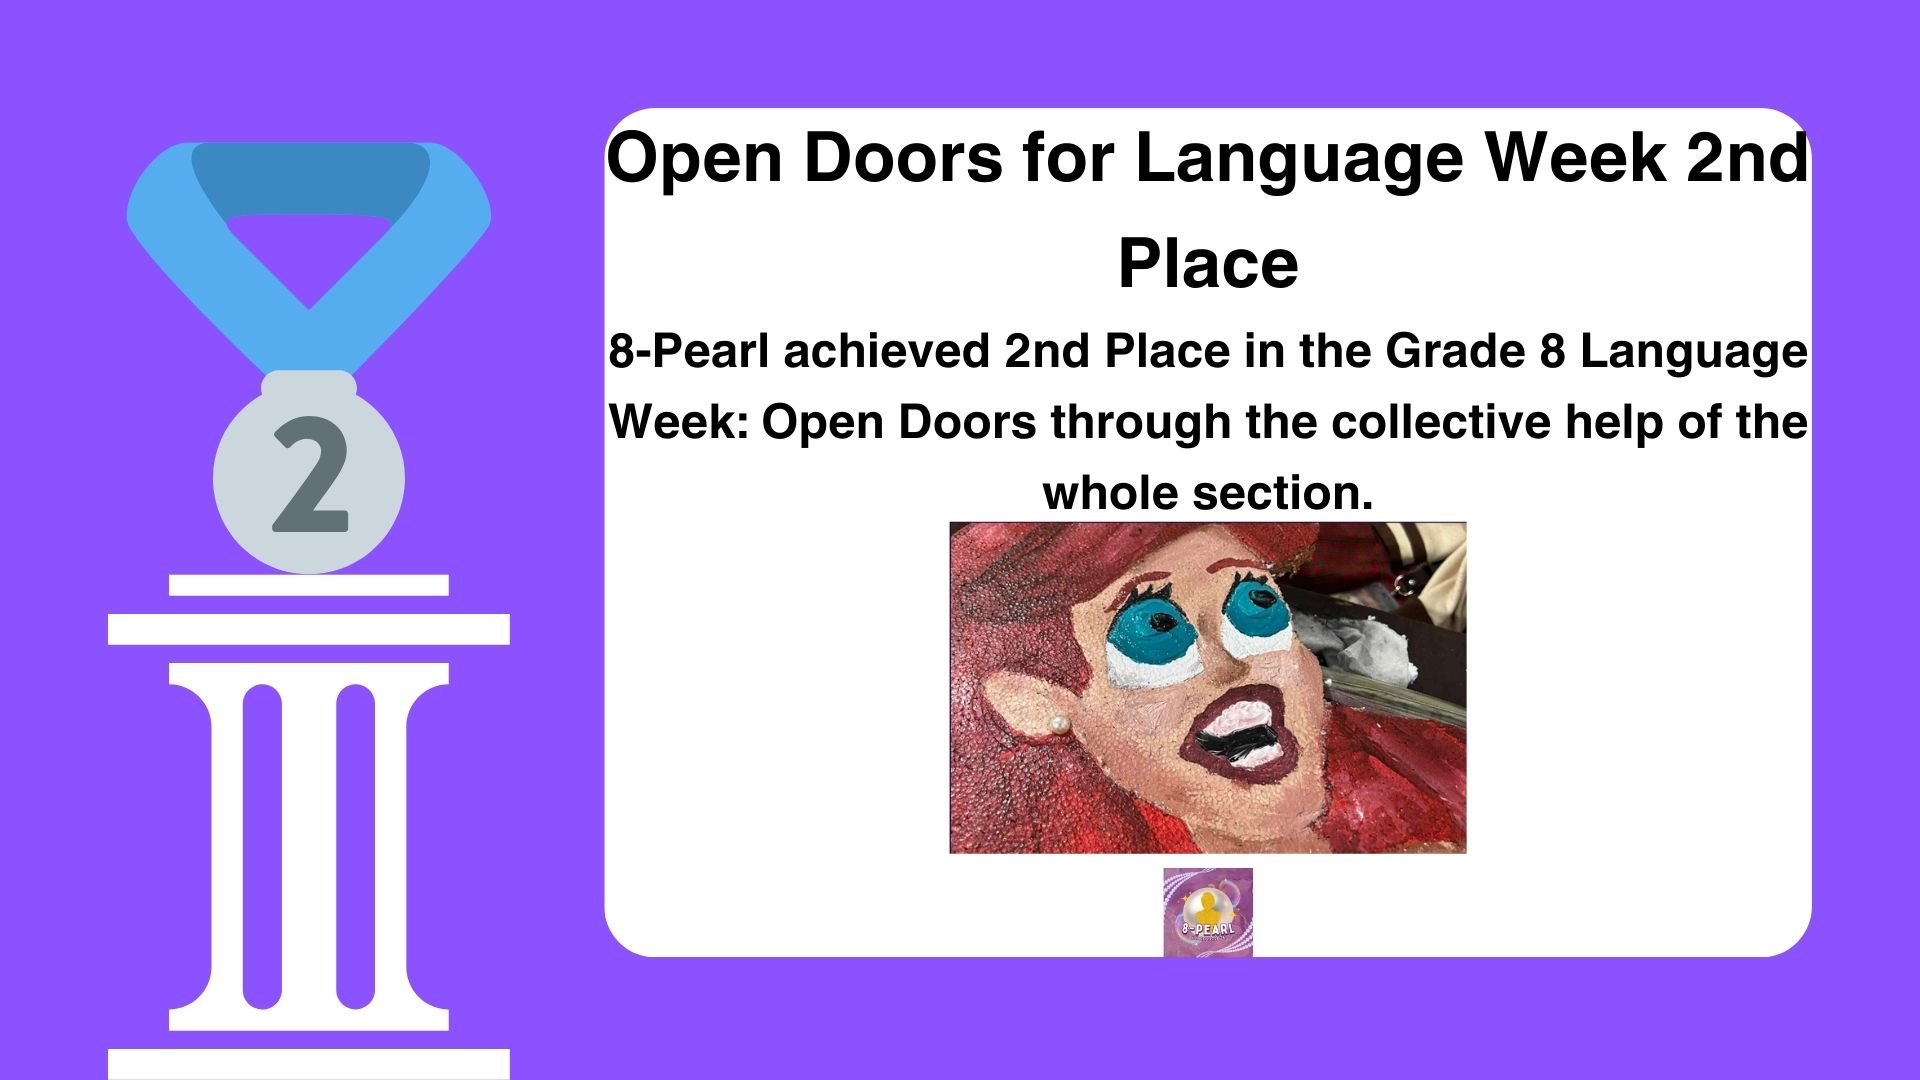 Open Doors for Language Week 2nd
Place
8-Pearl achieved 2nd Place in the Grade 8 Language
Week: Open Doors through the collective help of the
whole section.
2
8-PEARL